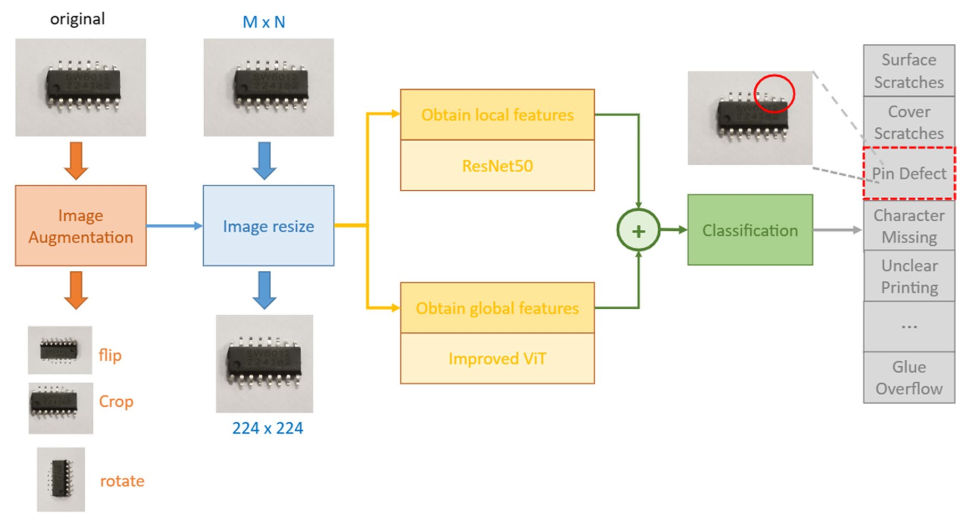 original
M x N
Image
Augmentation
Image resize
flip
Crop
rotate
224 x 224
Obtain local features
ResNet50
Obtain global features
Improved ViT
+
Classification
Surface
Scratches
Cover
Scratches
Pin Defect
Character
Missing
Unclear
Printing
...
Glue
Overflow